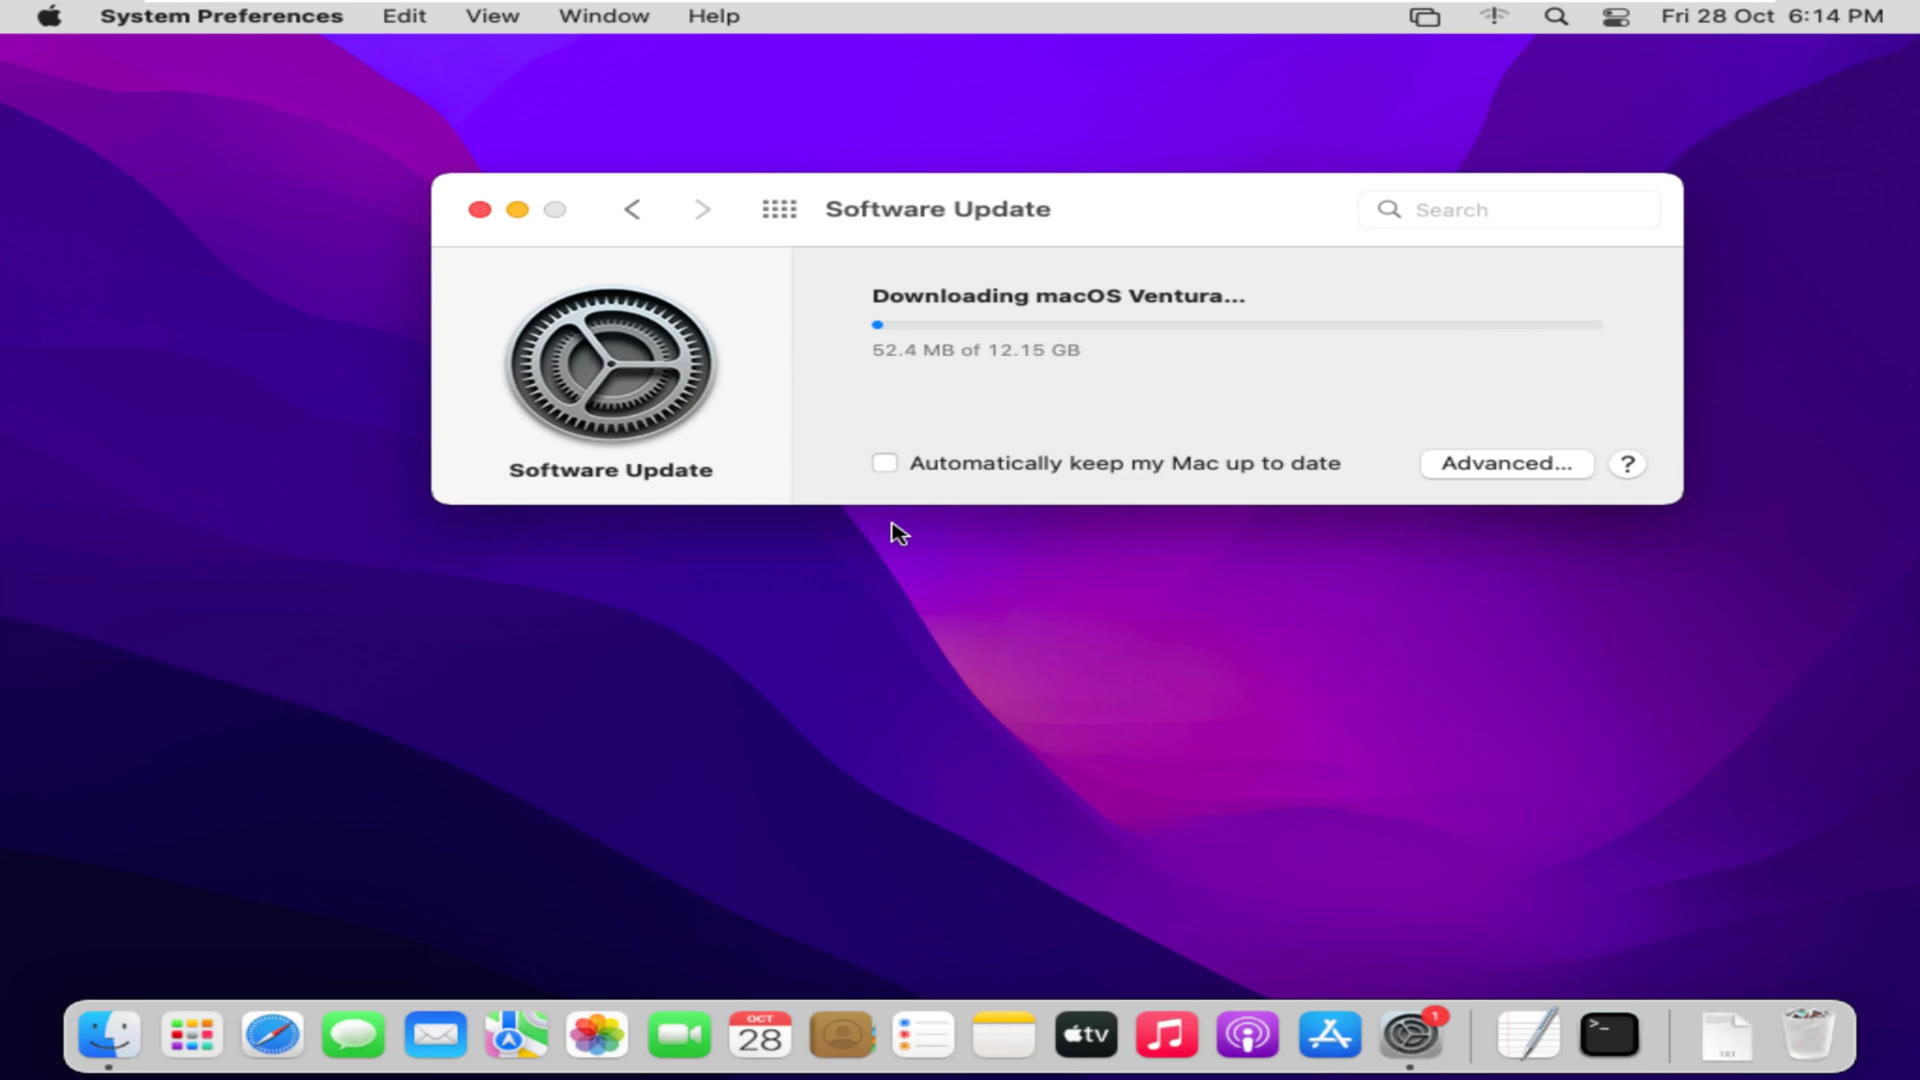 System Preferences Edit View Window Help Fri 28 Oct 6:14 PM
Software Update Search
Downloading macOS Ventura...
52.4 MB of 12.15 GB
Software Update
Automatically keep my Mac up to date Advanced... ?
OCT
28
tv
1
>_
TXT